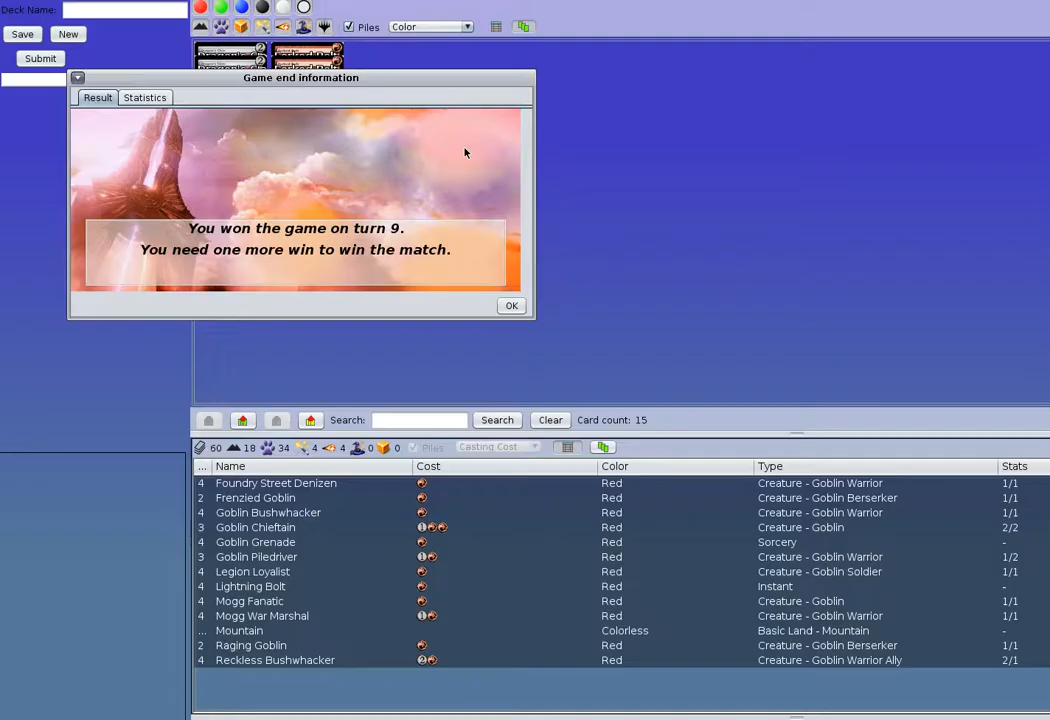 Deck Name:
Save New
Submit
Piles Color
Game end information
Result Statistics
You won the game on turn 9.
You need one more win to win the match.
OK
Search: Search Clear Card count: 15
60 18 34 4 4 0 0 Piles Casting Cost
... Name Cost Color Type Stats
4 Foundry Street Denizen Red Creature - Goblin Warrior 1/1
2 Frenzied Goblin Red Creature - Goblin Berserker 1/1
4 Goblin Bushwhacker Red Creature - Goblin Warrior 1/1
3 Goblin Chieftain 1 Red Creature - Goblin 2/2
4 Goblin Grenade Red Sorcery -
3 Goblin Piledriver 1 Red Creature - Goblin Warrior 1/2
4 Legion Loyalist Red Creature - Goblin Soldier 1/1
4 Lightning Bolt Red Instant -
4 Mogg Fanatic Red Creature - Goblin 1/1
4 Mogg War Marshal 1 Red Creature - Goblin Warrior 1/1
... Mountain Colorless Basic Land - Mountain -
2 Raging Goblin Red Creature - Goblin Berserker 1/1
4 Reckless Bushwhacker 2 Red Creature - Goblin Warrior Ally 2/1